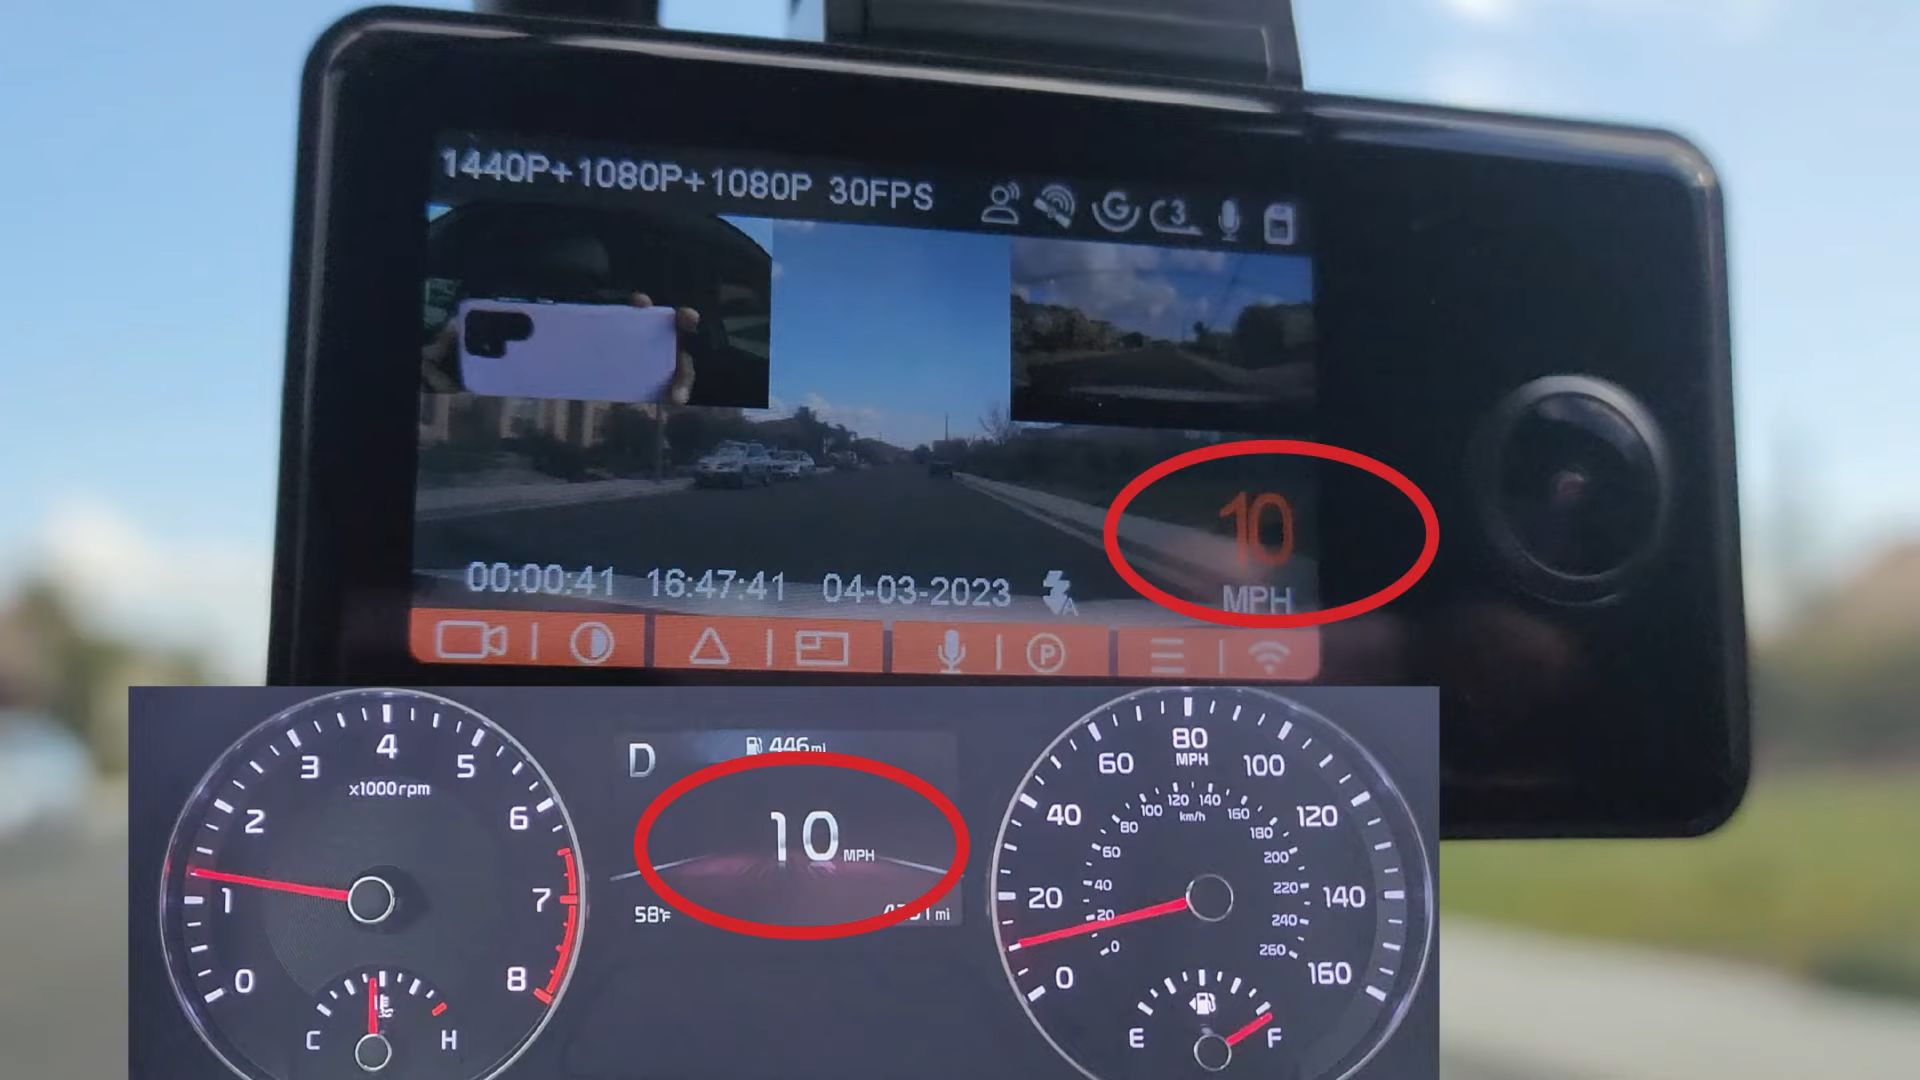 1440P+1080P+1080P 30FPS
G
3
10
MPH
00:00:41 16:47:41 04-03-2023
A
P
D
446mi
10 MPH
58°F
mi
x1000rpm
0
1
2
3
4
5
6
7
8
C H
0
20
40
60
80
MPH
100
120
140
160
0
20
40
60
80
100
120
140
km/h
160
180
200
220
240
260
E F